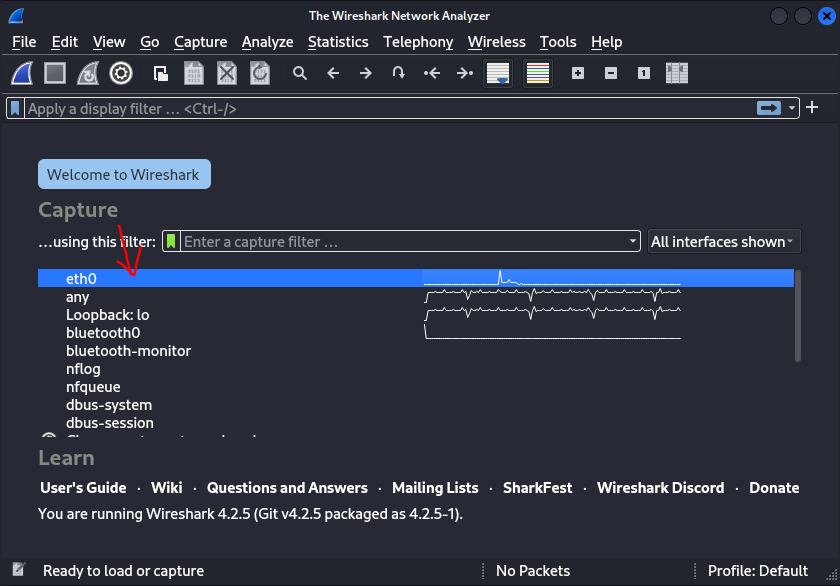 The Wireshark Network Analyzer
File Edit View Go Capture Analyze Statistics Telephony Wireless Tools Help
Apply a display filter … <Ctrl-/>
Welcome to Wireshark
Capture
…using this filter: Enter a capture filter … All interfaces shown
eth0
any
Loopback: lo
bluetooth0
bluetooth-monitor
nflog
nfqueue
dbus-system
dbus-session
Learn
User's Guide · Wiki · Questions and Answers · Mailing Lists · SharkFest · Wireshark Discord · Donate
You are running Wireshark 4.2.5 (Git v4.2.5 packaged as 4.2.5-1).
Ready to load or capture No Packets Profile: Default